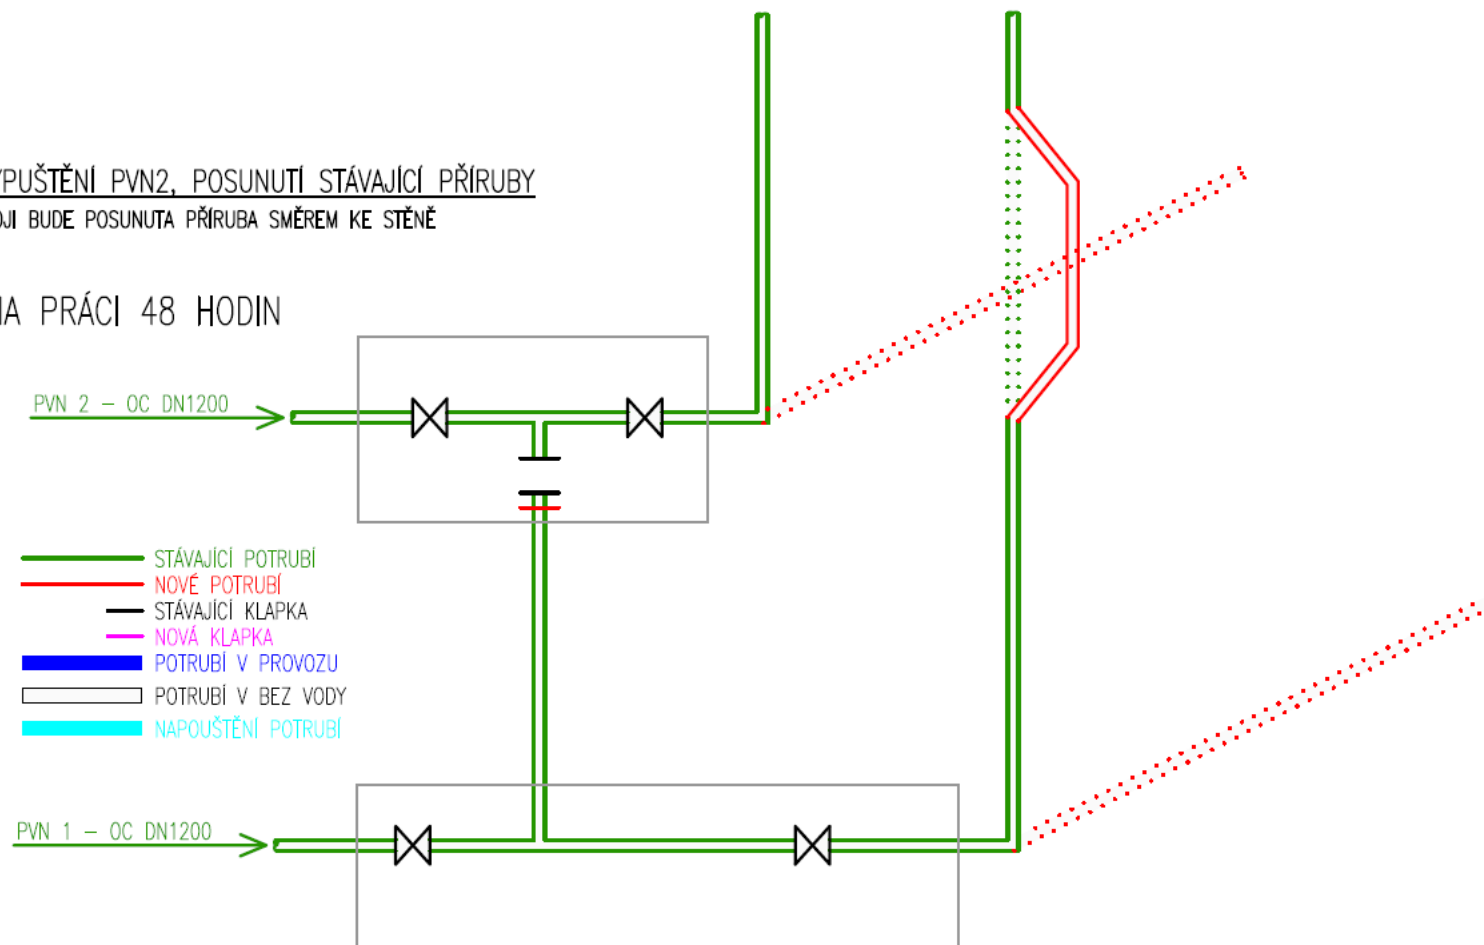 YPUŠTĚNÍ PVN2, POSUNUTÍ STÁVAJÍCÍ PŘÍRUBY
OJI BUDE POSUNUTA PŘÍRUBA SMĚREM KE STĚNĚ
NA PRÁCI 48 HODIN
PVN 2 – OC DN1200
STÁVAJÍCÍ POTRUBÍ
NOVÉ POTRUBÍ
STÁVAJÍCÍ KLAPKA
NOVÁ KLAPKA
POTRUBÍ V PROVOZU
POTRUBÍ V BEZ VODY
NAPOUŠTĚNÍ POTRUBÍ
PVN 1 – OC DN1200